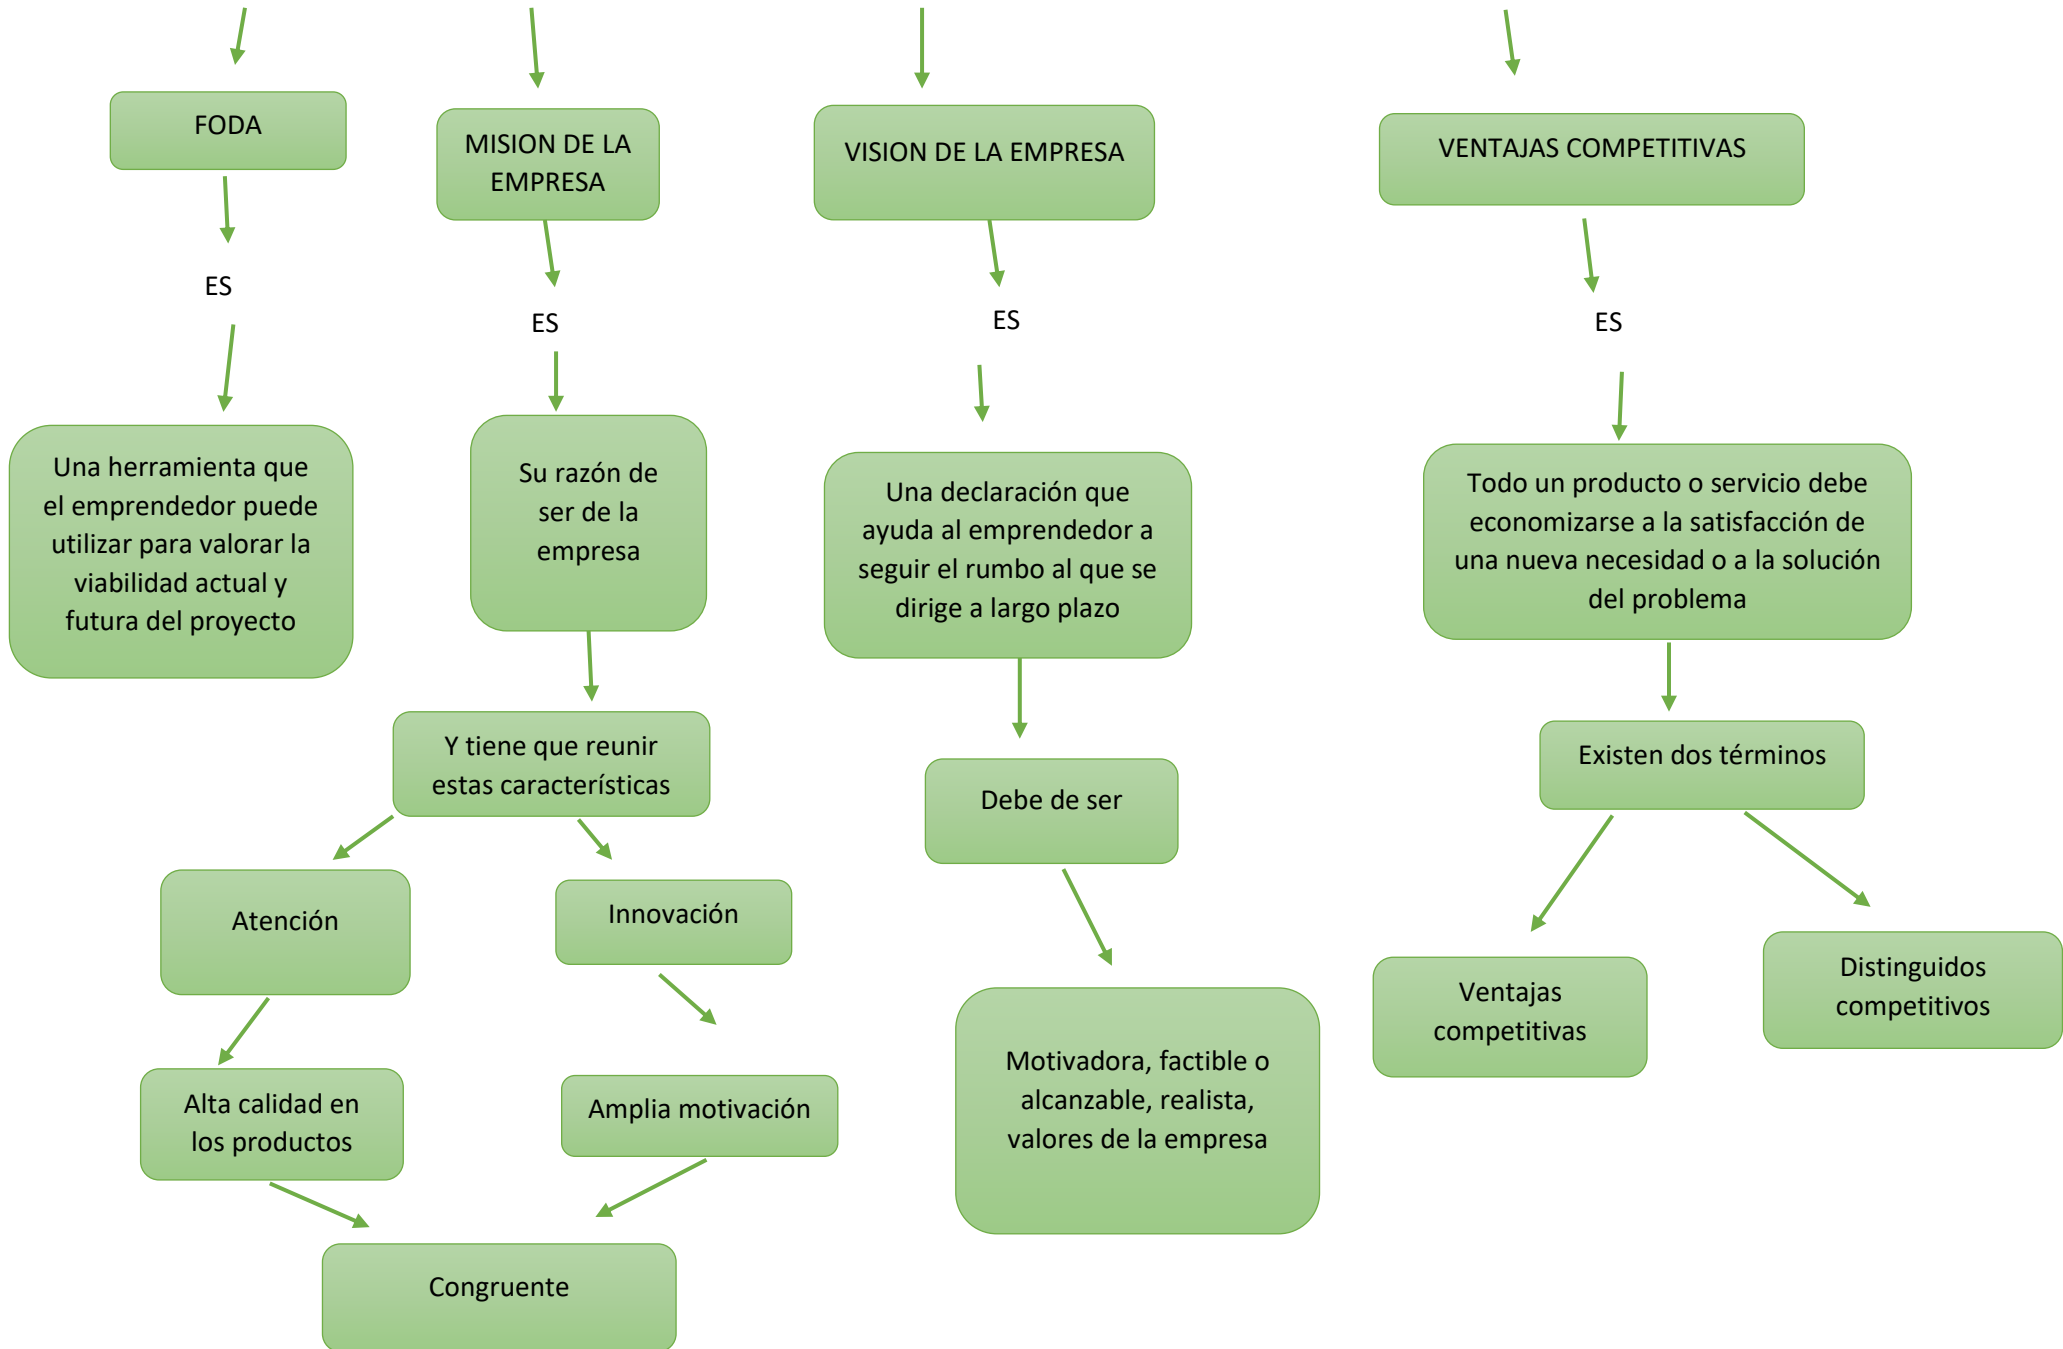 FODA
MISION DE LA
EMPRESA
VISION DE LA EMPRESA
VENTAJAS COMPETITIVAS
ES
ES
ES
ES
Una herramienta que
el emprendedor puede
utilizar para valorar la
viabilidad actual y
futura del proyecto
Su razón de
ser de la
empresa
Una declaración que
ayuda al emprendedor a
seguir el rumbo al que se
dirige a largo plazo
Todo un producto o servicio debe
economizarse a la satisfacción de
una nueva necesidad o a la solución
del problema
Y tiene que reunir
estas característícas
Debe de ser
Existen dos términos
Atención
Innovación
Ventajas
competitivas
Distinguidos
competitivos
Alta calidad en
los productos
Amplia motivación
Motivadora, factible o
alcanzable, realista,
valores de la empresa
Congruente